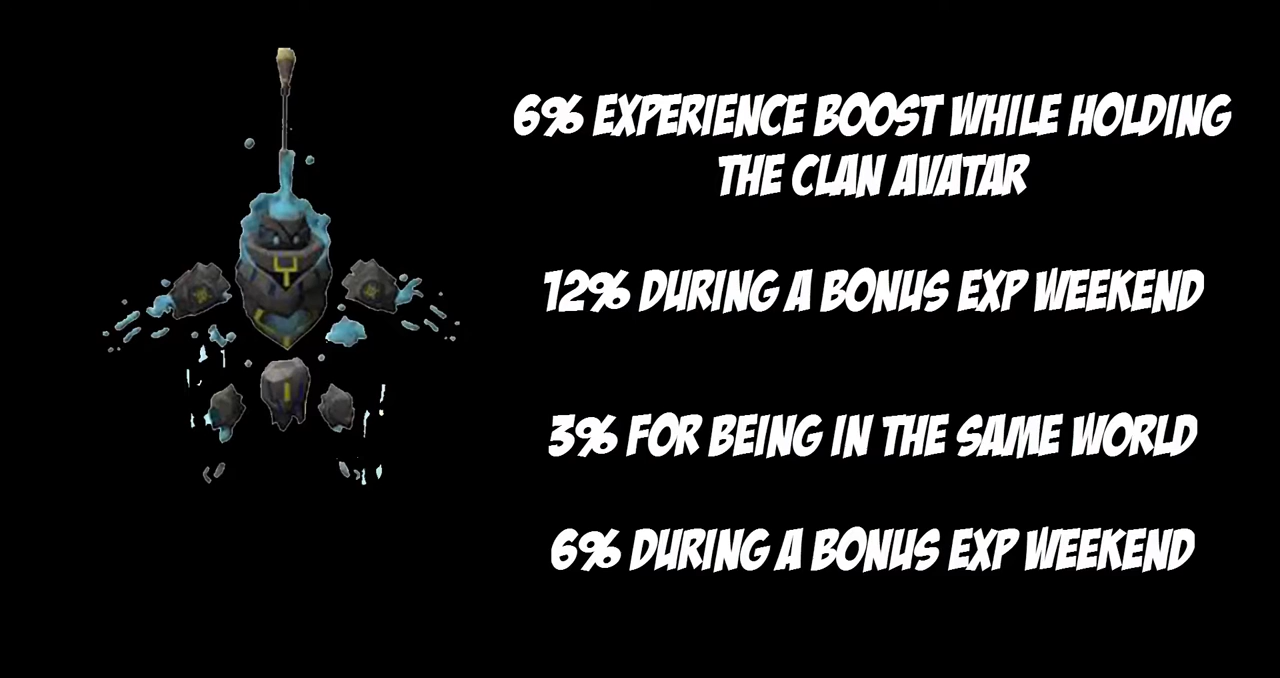 6% EXPERIENCE BOOST WHILE HOLDING
THE CLAN AVATAR
12% DURING A BONUS EXP WEEKEND
3% FOR BEING IN THE SAME WORLD
6% DURING A BONUS EXP WEEKEND